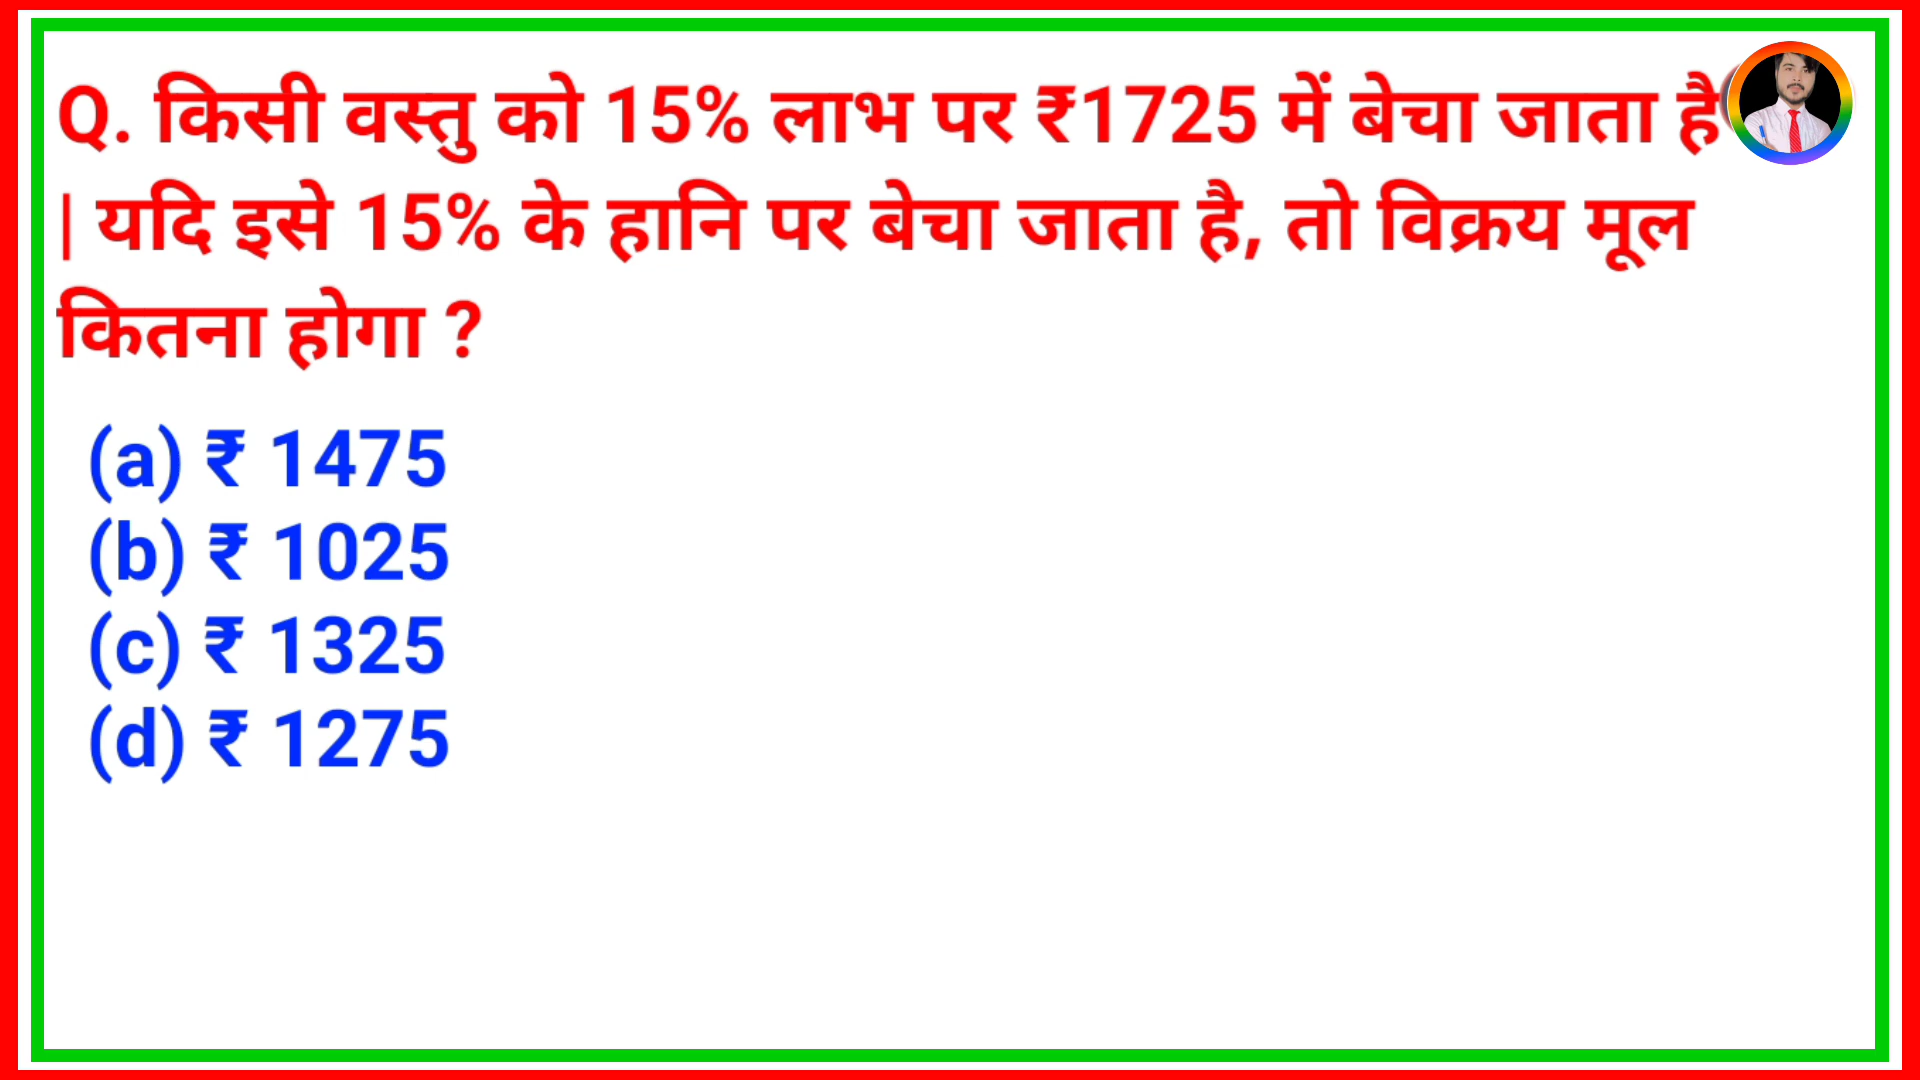 Q. किसी वस्तु को 15% लाभ पर ₹1725 में बेचा जाता है
| यदि इसे 15% के हानि पर बेचा जाता है, तो विक्रय मूल
कितना होगा ?
(a) ₹ 1475
(b) ₹ 1025
(c) ₹ 1325
(d) ₹ 1275